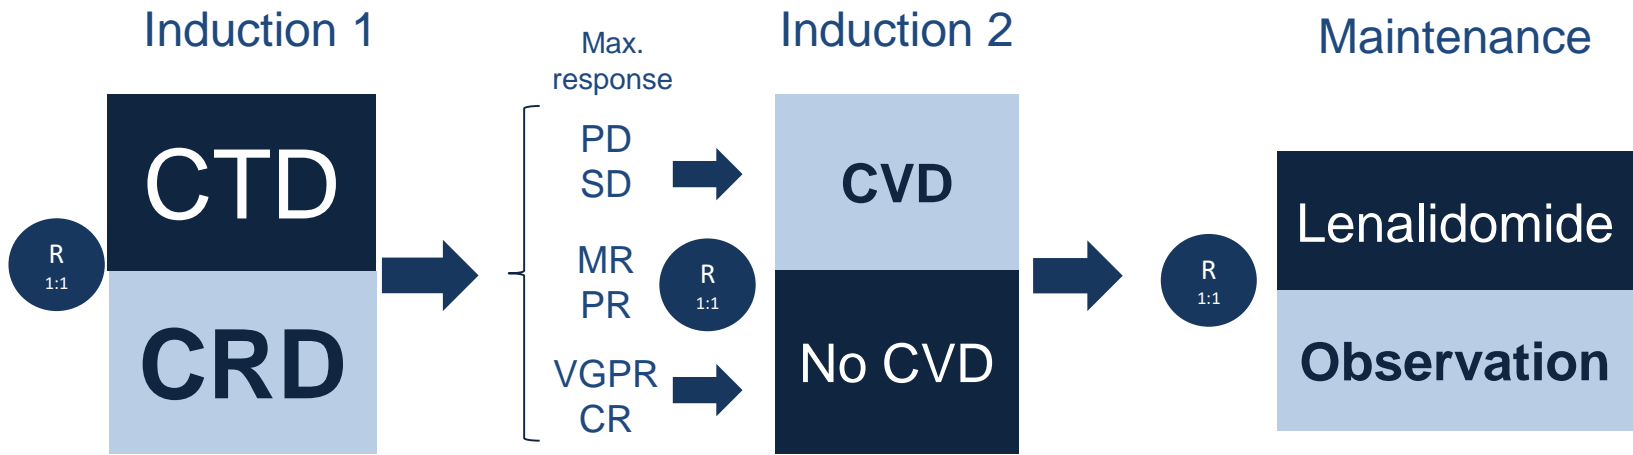 Induction 1
R
1:1
CTD
CRD
Max.
response
PD
SD
MR
PR
VGPR
CR
R
1:1
Induction 2
CVD
No CVD
Maintenance
R
1:1
Lenalidomide
Observation